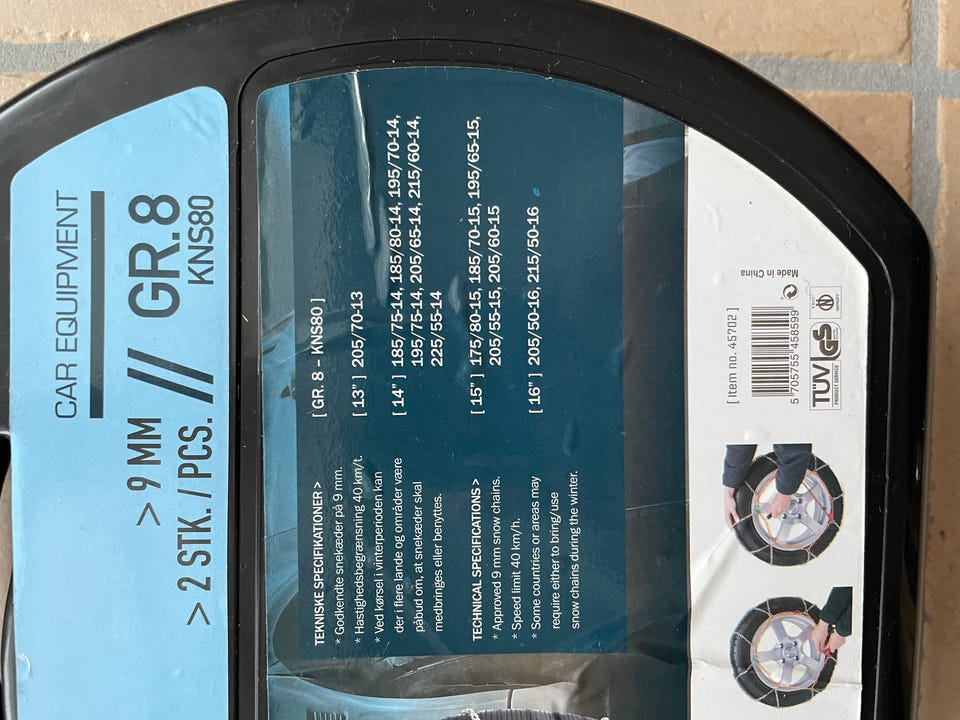 CAR EQUIPMENT
> 9 MM
> 2 STK. / PCS. // GR.8
KNS80
TEKNISKE SPECIFIKATIONER >
* Godkendte snekæder på 9 mm.
* Hastighedsbegrænsning 40 km/t.
* Ved kørsel i vinterperioden kan
der i flere lande og områder være
påbud om, at snekæder skal
medbringes eller benyttes.
TECHNICAL SPECIFICATIONS >
* Approved 9 mm snow chains.
* Speed limit 40 km/h.
* Some countries or areas may
require either to bring/use
snow chains during the winter.
[ GR. 8 – KNS80 ]
[ 13” ] 205/70-13
[ 14” ] 185/75-14, 185/80-14, 195/70-14,
195/75-14, 205/65-14, 215/60-14,
225/55-14
[ 15” ] 175/80-15, 185/70-15, 195/65-15,
205/55-15, 205/60-15
[ 16” ] 205/50-16, 215/50-16
[ Item no. 45702 ]
5 705755 458599
TÜV
PRODUCT SERVICE
GS
Made in China